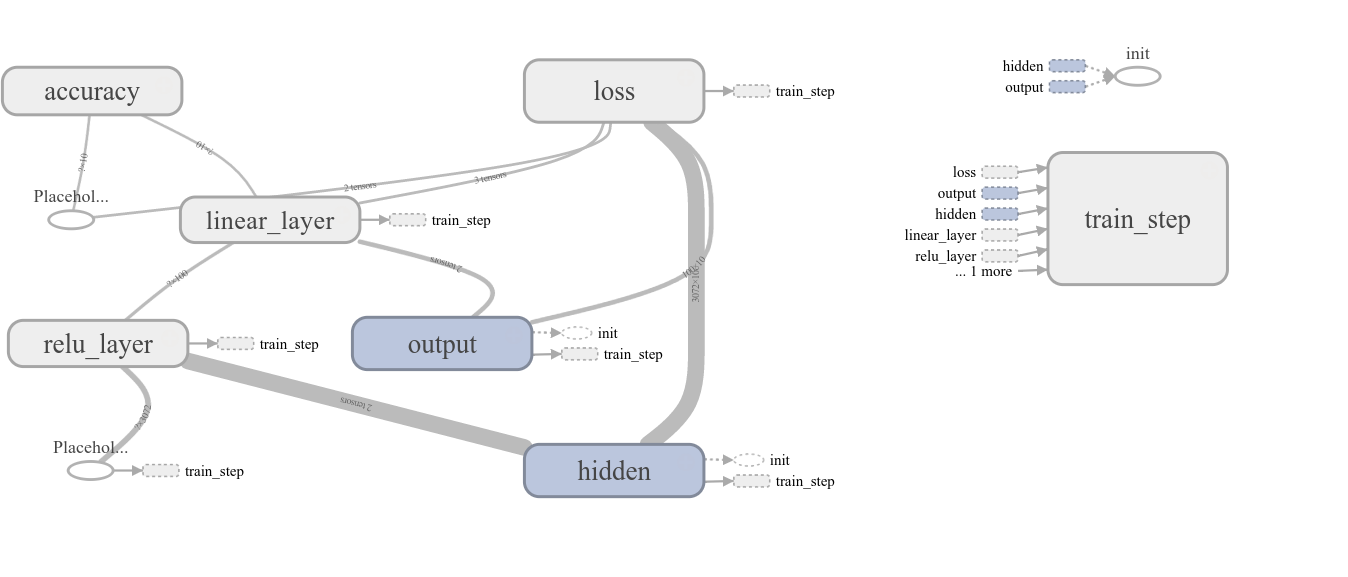 init
hidden
output
accuracy
loss
train_step
?×10
?×10
loss
output
hidden
linear_layer
relu_layer
... 1 more
train_step
Placehol...
2 tensors
3 tensors
linear_layer
train_step
2 tensors
?×100
3072×100
relu_layer
train_step
output
init
train_step
2 tensors
?×3072
Placehol...
train_step
hidden
init
train_step